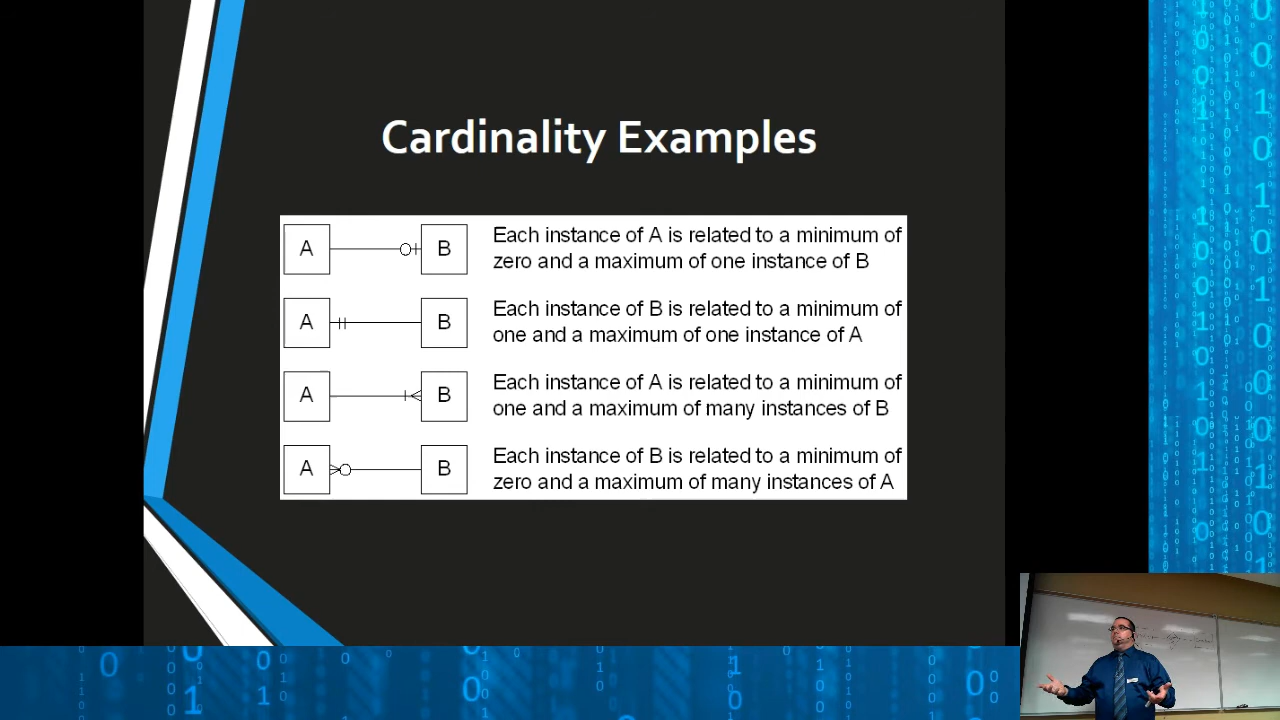 Cardinality Examples
A B Each instance of A is related to a minimum of
zero and a maximum of one instance of B
A B Each instance of B is related to a minimum of
one and a maximum of one instance of A
A B Each instance of A is related to a minimum of
one and a maximum of many instances of B
A B Each instance of B is related to a minimum of
zero and a maximum of many instances of A